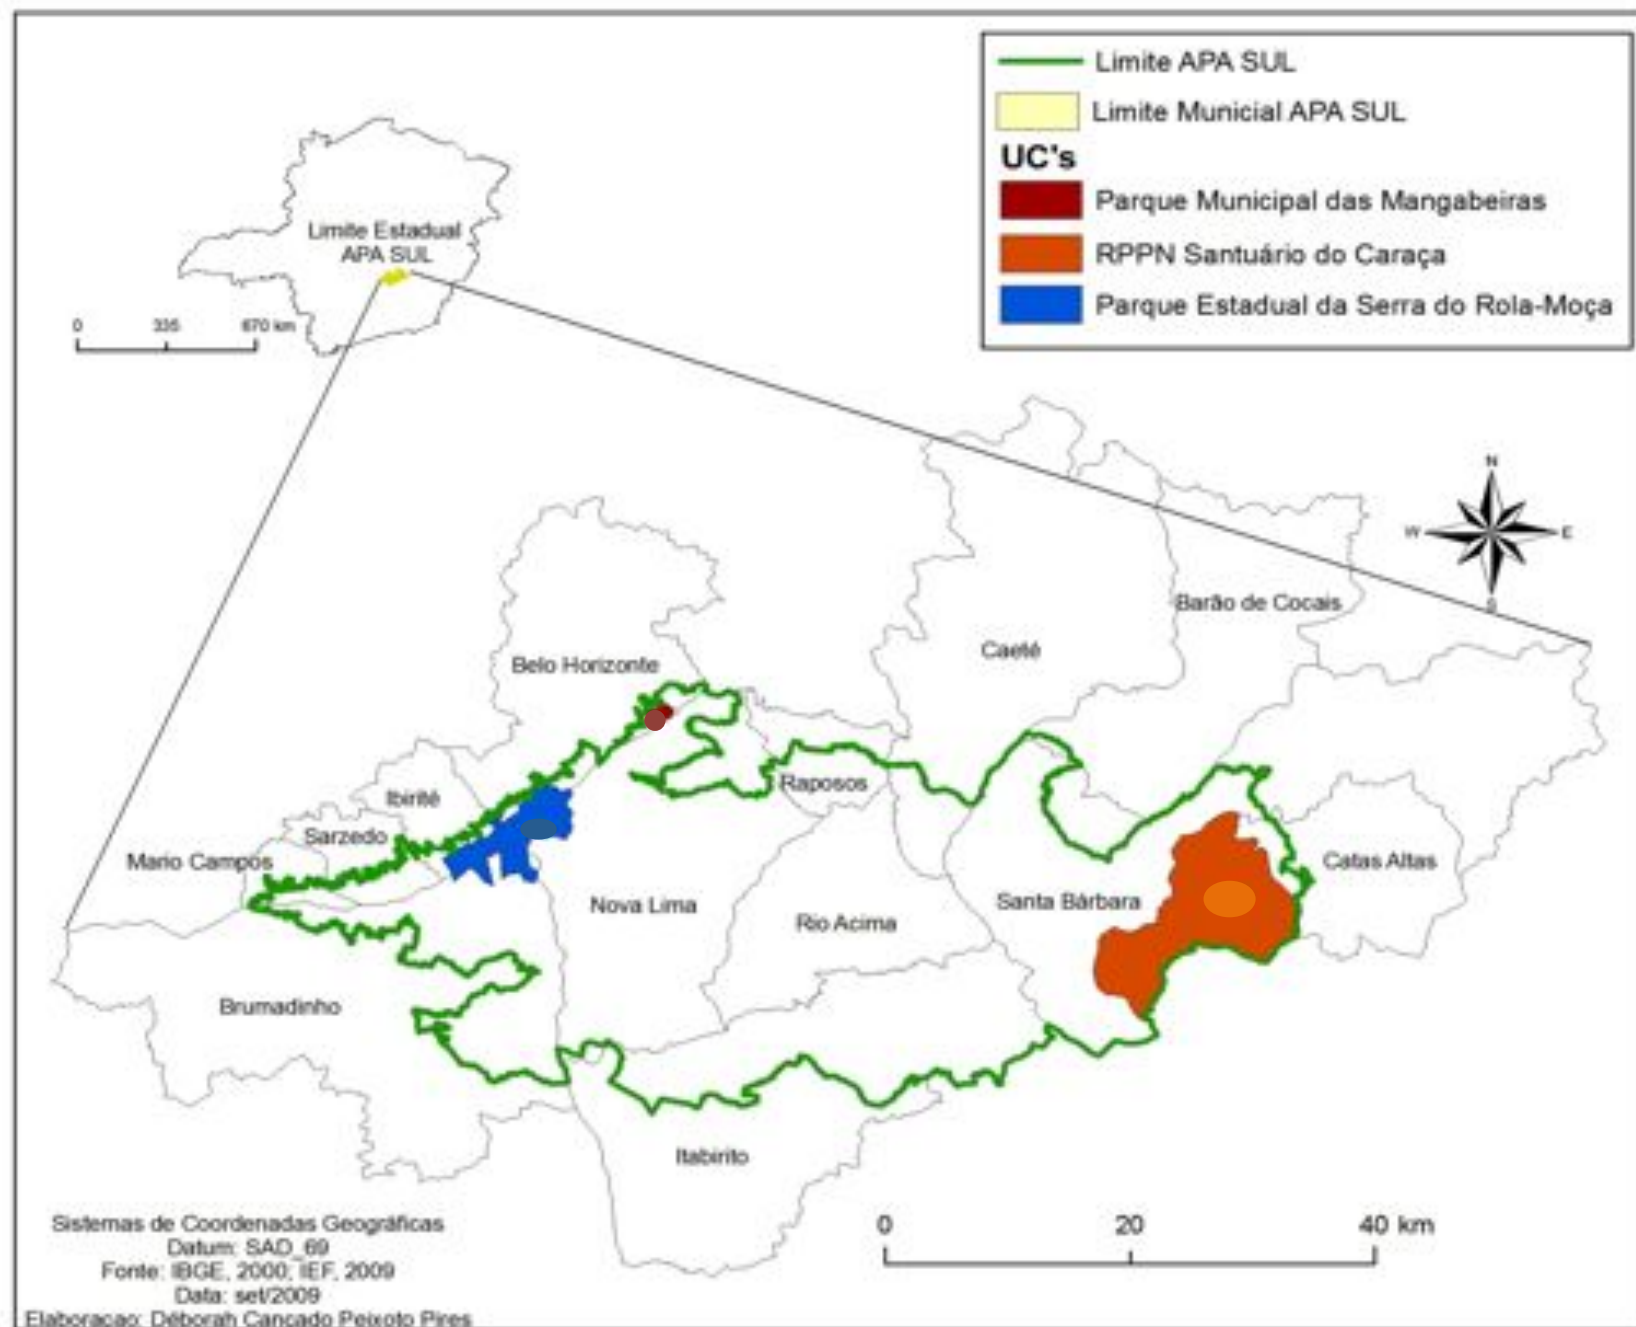 Limite APA SUL
Limite Municial APA SUL
UC's
Parque Municipal das Mangabeiras
RPPN Santuário do Caraça
Parque Estadual da Serra do Rola-Moça
Limite Estadual
APA SUL
0 335 670 km
N
W E
S
Barão de Cocais
Caeté
Belo Horizonte
Raposos
Ibirité
Sarzedo
Mario Campos
Catas Altas
Santa Bárbara
Nova Lima
Rio Acima
Brumadinho
Itabirito
0 20 40 km
Sistemas de Coordenadas Geográficas
Datum: SAD_69
Fonte: IBGE, 2000; IEF, 2009
Data: set/2009
Elaboracao: Déborah Cancado Peixoto Pires